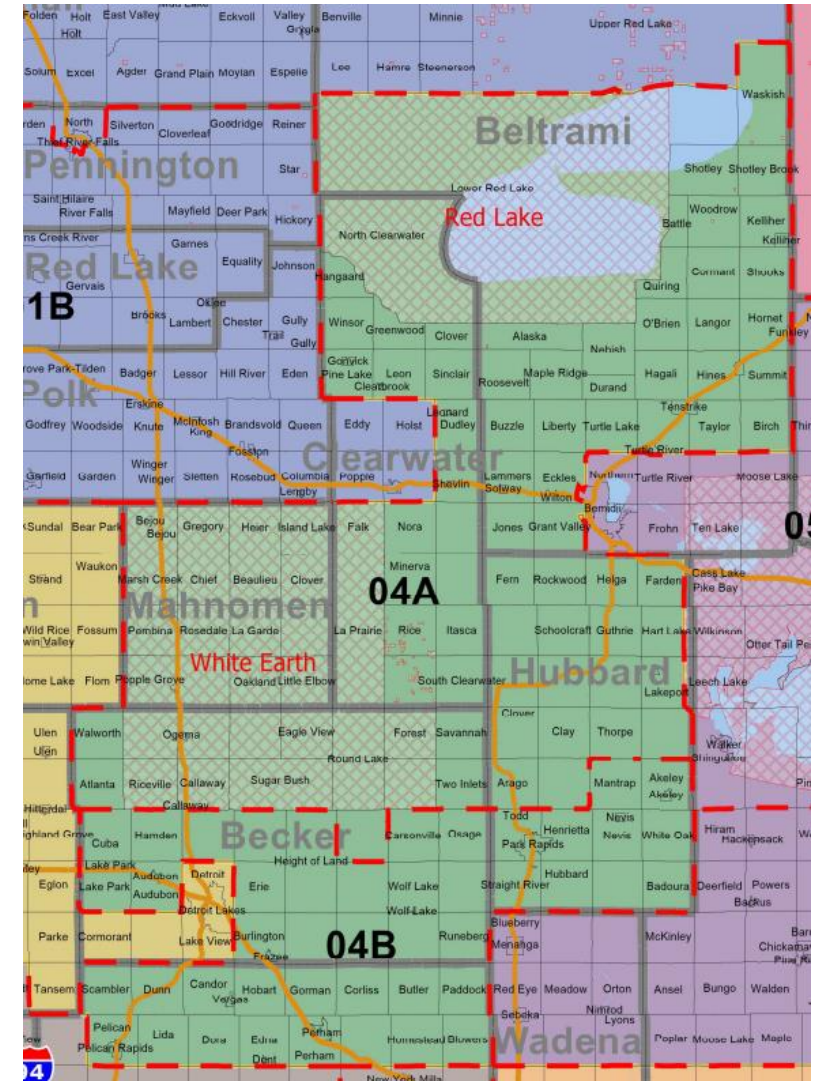 Folden Holt East Valley Eckvoll Valley Benville Minnie Upper Red Lake
Holt Grygla
Solum Excel Agder Grand Plain Moylan Espelie Lee Hamre Steenerson
Waskish
North Silverton Cloverleaf Goodridge Reiner
Thief River Falls
Beltrami
Pennington
Star Shotley Shotley Brook
Lower Red Lake
Saint Hilaire
River Falls Mayfield Deer Park Hickory
Red Lake
Woodrow
Battle Kelliher
North Clearwater Kelliher
Garnes
Red Lake
Equality Johnson Hangaard Cormant Shooks
Gervais Quiring
1B
Oklee
Brooks Lambert Chester Gully Winsor Greenwood Clover Alaska O'Brien Langor Hornet
Trail Gully Funkley
Nebish
Gonvick
Tilden Badger Lessor Hill River Eden Pine Lake Leon Sinclair Roosevelt Maple Ridge Hagali Hines Summit
Clearbrook Durand
Polk
Erskine Tenstrike
Godfrey Woodside Knute McIntosh Brandsvold Queen Eddy Holst Leonard Dudley Buzzle Liberty Turtle Lake Taylor Birch
King
Fosston
Turtle River
Clearwater
Winger
Garfield Garden Winger Sletten Rosebud Columbia Popple Shevlin Lammers Eckles Northern Turtle River Moose Lake
Lengby Solway Wilton
Bemidji
Sundal Bear Park Bejou Gregory Heier Island Lake Falk Nora Jones Grant Valley Frohn Ten Lake
Bejou
05
Waukon Minerva
Strand Marsh Creek Chief Beaulieu Clover 04A Fern Rockwood Helga Farden Cass Lake
Pike Bay
Mahnomen
Wild Rice Fossum Pembina Rosedale La Garde La Prairie Rice Itasca Schoolcraft Guthrie Hart Lake Wilkinson
Otter Tail
White Earth
Hubbard
Home Lake Flom Popple Grove Oakland Little Elbow South Clearwater Lakeport Leech Lake
Clover
Ulen Walworth Ogema Eagle View Forest Savannah Clay Thorpe
Ulen Walker
Round Lake Shingobee
Atlanta Riceville Callaway Sugar Bush Two Inlets Arago Mantrap Akeley
Akeley
Callaway
Hitterdal
Todd Nevis
Highland Grove Cuba Hamden Becker Carsonville Osage Henrietta Nevis White Oak Hiram
Park Rapids Hackensack
Height of Land
Lake Park Audubon Detroit Hubbard
Eglon Lake Park Audubon Erie Wolf Lake Straight River Badoura Deerfield Powers
Detroit Lakes Wolf Lake Backus
Blueberry
Parke Cormorant Lake View Burlington 04B Runeberg Menahga McKinley
Frazee
Tansem Scambler Dunn Candor Hobart Gorman Corliss Butler Paddock Red Eye Meadow Orton Ansel Bungo Walden
Vergas Nimrod
Sebeka Lyons
Pelican Lida Dora Edna Perham Homestead Blowers Wadena Poplar Moose Lake Maple
Pelican Rapids Dent Perham
94 New York Mills